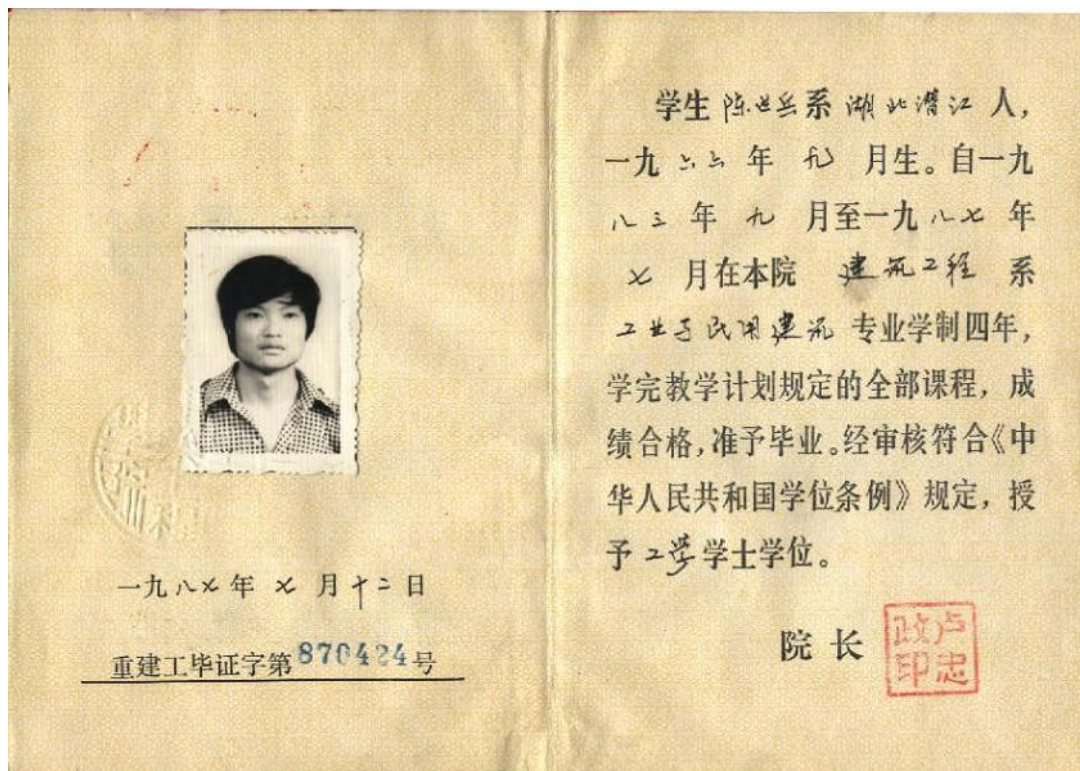 一九八七年七月十二日
重建工毕证字第870424号
学生陈世兵系湖北潜江人，
一九六六年九月生。自一九
八三年九月至一九八七年
七月在本院建筑工程系
工业与民用建筑专业学制四年，
学完教学计划规定的全部课程，成
绩合格，准予毕业。经审核符合《中
华人民共和国学位条例》规定，授
予工学学士学位。
院长
卢忠
政印